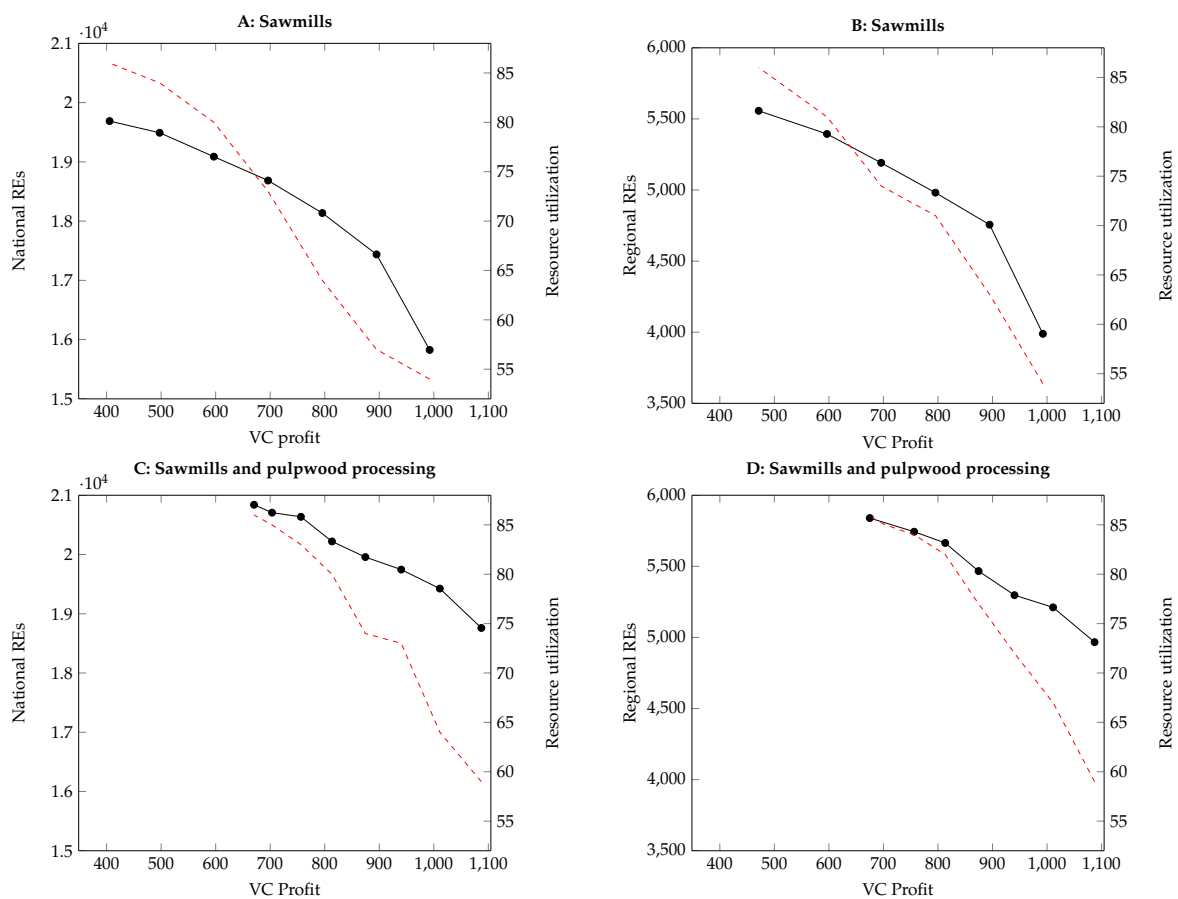 A: Sawmills
·10⁴
2.1
2
1.9
1.8
1.7
1.6
1.5
National REs
85
80
75
70
65
60
55
Resource utilization
400 500 600 700 800 900 1,000 1,100
VC profit
B: Sawmills
6,000
5,500
5,000
4,500
4,000
3,500
Regional REs
85
80
75
70
65
60
55
Resource utilization
400 500 600 700 800 900 1,000 1,100
VC Profit
C: Sawmills and pulpwood processing
·10⁴
2.1
2
1.9
1.8
1.7
1.6
1.5
National REs
85
80
75
70
65
60
55
Resource utilization
400 500 600 700 800 900 1,000 1,100
VC Profit
D: Sawmills and pulpwood processing
6,000
5,500
5,000
4,500
4,000
3,500
Regional REs
85
80
75
70
65
60
55
Resource utilization
400 500 600 700 800 900 1,000 1,100
VC Profit